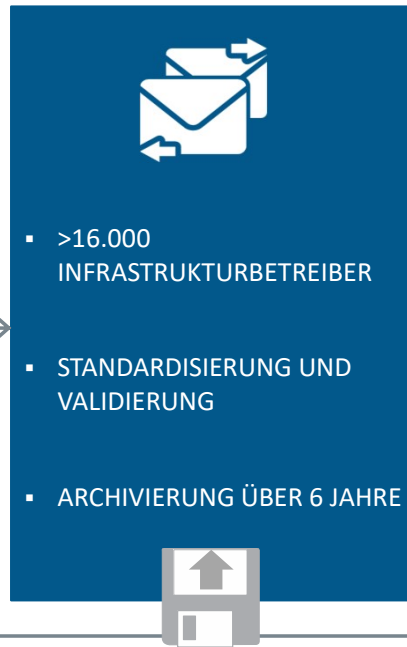 ▪ >16.000
INFRASTRUKTURBETREIBER
▪ STANDARDISIERUNG UND
VALIDIERUNG
▪ ARCHIVIERUNG ÜBER 6 JAHRE